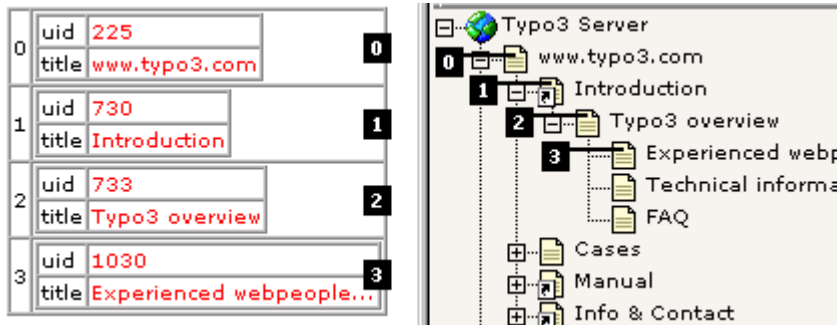 0 uid 225 0
title www.typo3.com
1 uid 730 1
title Introduction
2 uid 733 2
title Typo3 overview
3 uid 1030 3
title Experienced webpeople...
Typo3 Server
0 www.typo3.com
1 Introduction
2 Typo3 overview
3 Experienced webp
Technical informa
FAQ
Cases
Manual
Info & Contact